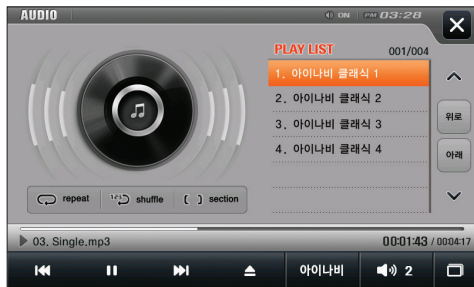 AUDIO
ON PM 03:28
PLAY LIST 001/004
1. 아이나비 클래식 1
2. 아이나비 클래식 2
3. 아이나비 클래식 3
4. 아이나비 클래식 4
위로
아래
repeat 123 shuffle [ ] section
03. Single.mp3 00:01:43 / 00:04:17
아이나비 2